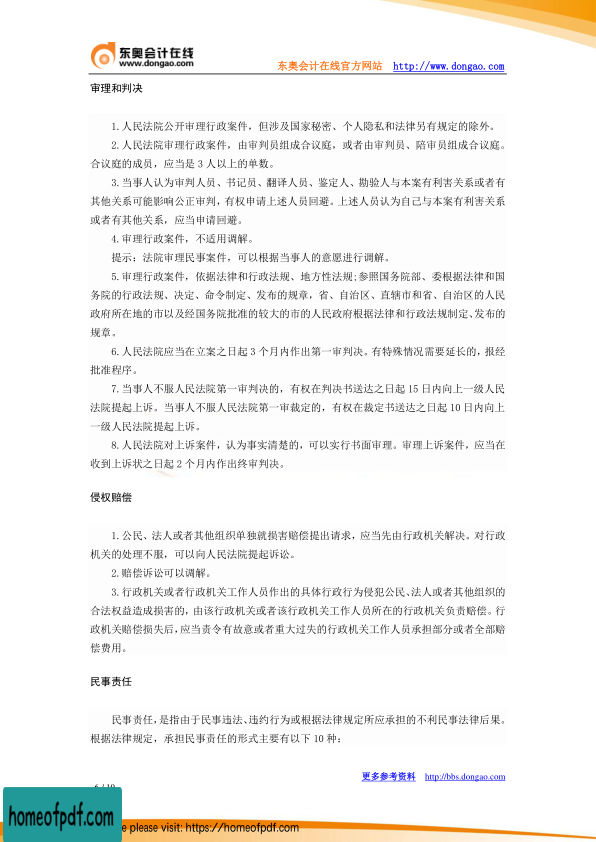 东奥会计在线
www.dongao.com
东奥会计在线官方网站 http://www.dongao.com
审理和判决
1.人民法院公开审理行政案件，但涉及国家秘密、个人隐私和法律另有规定的除外。
2.人民法院审理行政案件，由审判员组成合议庭，或者由审判员、陪审员组成合议庭。
合议庭的成员，应当是 3 人以上的单数。
3.当事人认为审判人员、书记员、翻译人员、鉴定人、勘验人与本案有利害关系或者有
其他关系可能影响公正审判，有权申请上述人员回避。上述人员认为自己与本案有利害关系
或者有其他关系，应当申请回避。
4.审理行政案件，不适用调解。
提示：法院审理民事案件，可以根据当事人的意愿进行调解。
5.审理行政案件，依据法律和行政法规、地方性法规;参照国务院部、委根据法律和国
务院的行政法规、决定、命令制定、发布的规章，省、自治区、直辖市和省、自治区的人民
政府所在地的市以及经国务院批准的较大的市的人民政府根据法律和行政法规制定、发布的
规章。
6.人民法院应当在立案之日起 3 个月内作出第一审判决。有特殊情况需要延长的，报经
批准程序。
7.当事人不服人民法院第一审判决的，有权在判决书送达之日起 15 日内向上一级人民
法院提起上诉。当事人不服人民法院第一审裁定的，有权在裁定书送达之日起 10 日内向上
一级人民法院提起上诉。
8.人民法院对上诉案件，认为事实清楚的，可以实行书面审理。审理上诉案件，应当在
收到上诉状之日起 2 个月内作出终审判决。
侵权赔偿
1.公民、法人或者其他组织单独就损害赔偿提出请求，应当先由行政机关解决。对行政
机关的处理不服，可以向人民法院提起诉讼。
2.赔偿诉讼可以调解。
3.行政机关或者行政机关工作人员作出的具体行政行为侵犯公民、法人或者其他组织的
合法权益造成损害的，由该行政机关或者该行政机关工作人员所在的行政机关负责赔偿。行
政机关赔偿损失后，应当责令有故意或者重大过失的行政机关工作人员承担部分或者全部赔
偿费用。
民事责任
民事责任，是指由于民事违法、违约行为或根据法律规定所应承担的不利民事法律后果。
根据法律规定，承担民事责任的形式主要有以下 10 种：
更多参考资料 http://bbs.dongao.com
homeofpdf.com
e please visit: https://homeofpdf.com